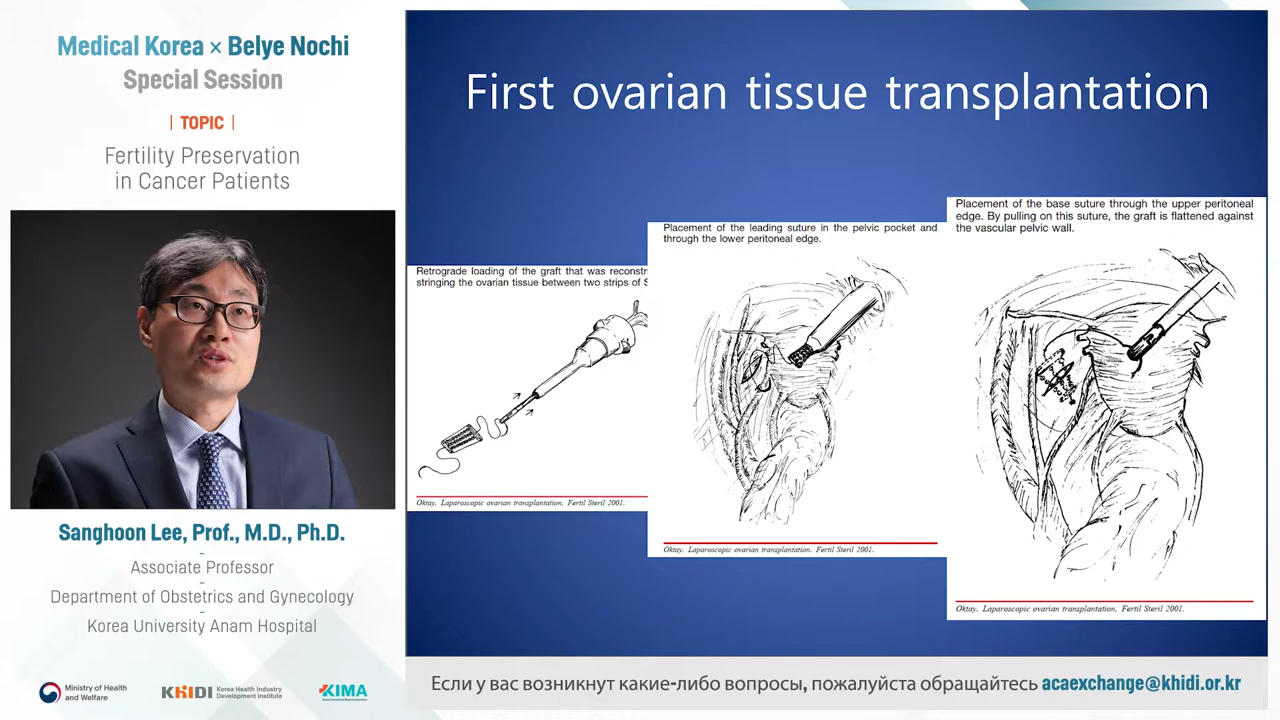 Medical Korea × Belye Nochi
Special Session
| TOPIC |
Fertility Preservation
in Cancer Patients
Sanghoon Lee, Prof., M.D., Ph.D.
-
Associate Professor
-
Department of Obstetrics and Gynecology
-
Korea University Anam Hospital
Ministry of Health
and Welfare
KHIDI
Korea Health Industry
Development Institute
KIMA
First ovarian tissue transplantation
Retrograde loading of the graft that was reconstr
stringing the ovarian tissue between two strips of S
Oktay. Laparoscopic ovarian transplantation. Fertil Steril 2001.
Placement of the leading suture in the pelvic pocket and
through the lower peritoneal edge.
Oktay. Laparoscopic ovarian transplantation. Fertil Steril 2001.
Placement of the base suture through the upper peritoneal
edge. By pulling on this suture, the graft is flattened against
the vascular pelvic wall.
Oktay. Laparoscopic ovarian transplantation. Fertil Steril 2001.
Если у вас возникнут какие-либо вопросы, пожалуйста обращайтесь acaexchange@khidi.or.kr